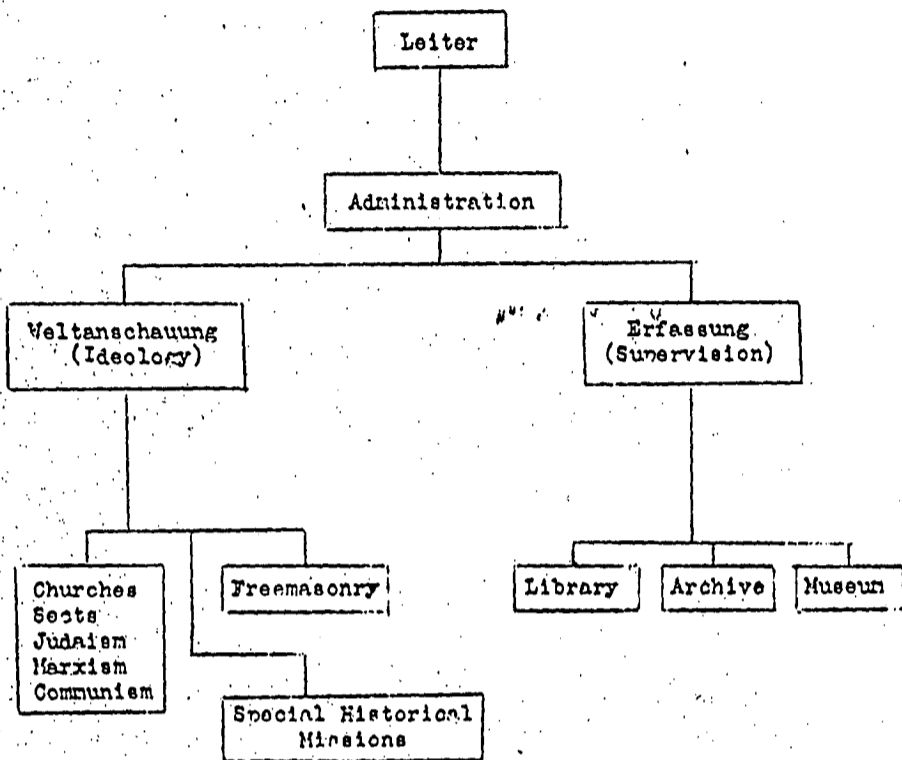 Leiter
Administration
Weltanschauung
(Ideology)
Erfassung
(Supervision)
Churches
Sects
Judaism
Marxism
Communism
Freemasonry
Special Historical
Missions
Library
Archive
Museum